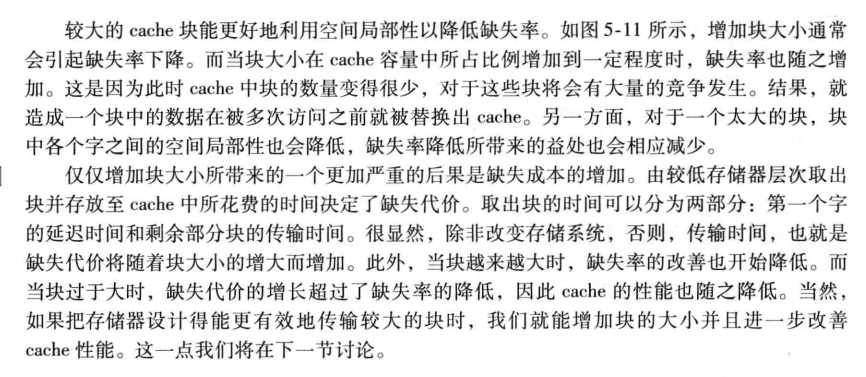 较大的 cache 块能更好地利用空间局部性以降低缺失率。如图 5-11 所示，增加块大小通常
会引起缺失率下降。而当块大小在 cache 容量中所占比例增加到一定程度时，缺失率也随之增
加。这是因为此时 cache 中块的数量变得很少，对于这些块将会有大量的竞争发生。结果，就
造成一个块中的数据在被多次访问之前就被替换出 cache。另一方面，对于一个太大的块，块
中各个字之间的空间局部性也会降低，缺失率降低所带来的益处也会相应减少。
仅仅增加块大小所带来的一个更加严重的后果是缺失成本的增加。由较低存储器层次取出
块并存放至 cache 中所花费的时间决定了缺失代价。取出块的时间可以分为两部分：第一个字
的延迟时间和剩余部分块的传输时间。很显然，除非改变存储系统，否则，传输时间，也就是
缺失代价将随着块大小的增大而增加。此外，当块越来越大时，缺失率的改善也开始降低。而
当块过于大时，缺失代价的增长超过了缺失率的降低，因此 cache 的性能也随之降低。当然，
如果把存储器设计得能更有效地传输较大的块时，我们就能增加块的大小并且进一步改善
cache 性能。这一点我们将在下一节讨论。